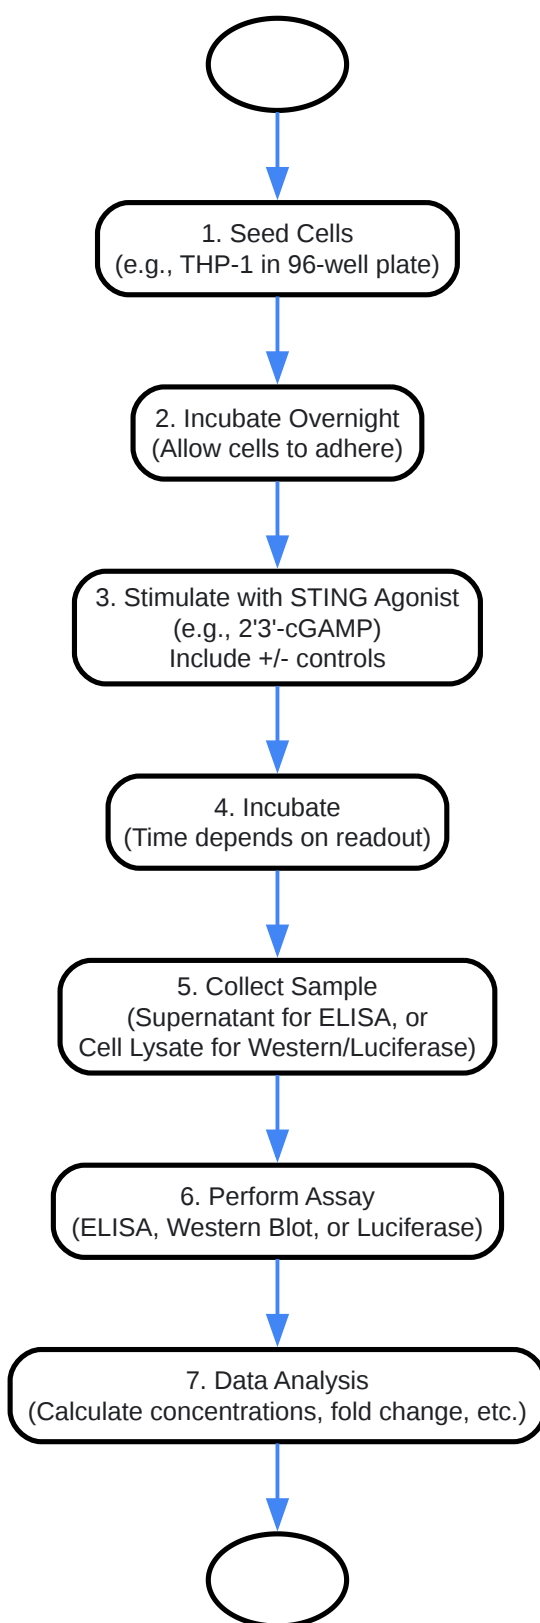 1. Seed Cells
(e.g., THP-1 in 96-well plate)
2. Incubate Overnight
(Allow cells to adhere)
3. Stimulate with STING Agonist
(e.g., 2'3'-cGAMP)
Include +/- controls
4. Incubate
(Time depends on readout)
5. Collect Sample
(Supernatant for ELISA, or
Cell Lysate for Western/Luciferase)
6. Perform Assay
(ELISA, Western Blot, or Luciferase)
7. Data Analysis
(Calculate concentrations, fold change, etc.)